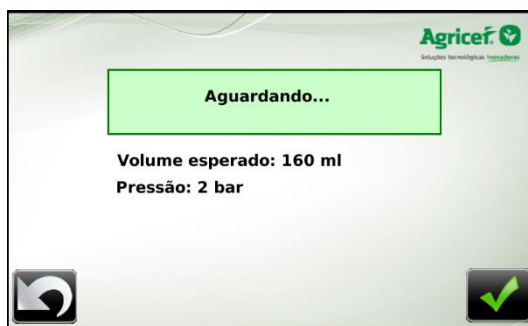 Agricef
Soluções tecnológicas inovadoras
Aguardando...
Volume esperado: 160 ml
Pressão: 2 bar